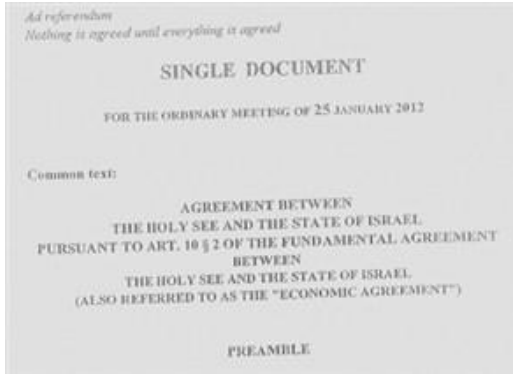 Ad referendum
Nothing is agreed until everything is agreed
SINGLE DOCUMENT
FOR THE ORDINARY MEETING OF 25 JANUARY 2012
Common text:
AGREEMENT BETWEEN
THE HOLY SEE AND THE STATE OF ISRAEL
PURSUANT TO ART. 10 § 2 OF THE FUNDAMENTAL AGREEMENT
BETWEEN
THE HOLY SEE AND THE STATE OF ISRAEL
(ALSO REFERRED TO AS THE "ECONOMIC AGREEMENT")
PREAMBLE